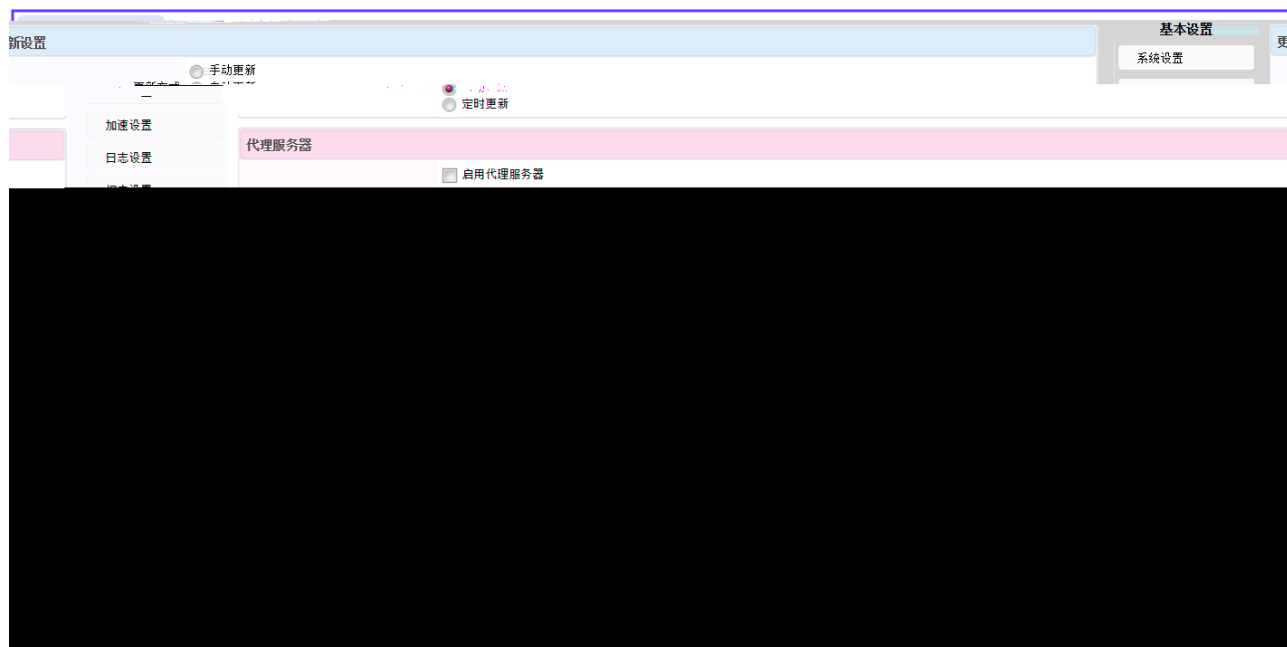 基本设置
新设置
更
系统设置
手动更新
定时更新
加速设置
代理服务器
日志设置
启用代理服务器